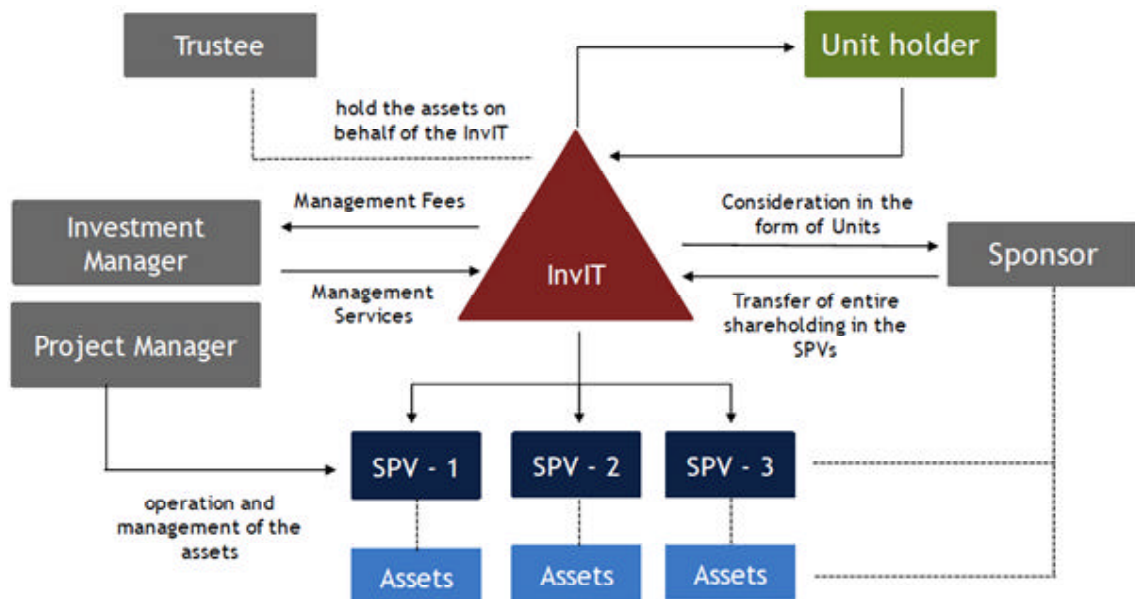 Trustee
Unit holder
hold the assets on
behalf of the InvIT
Management Fees
Consideration in the
form of Units
Investment
Manager
Sponsor
InvIT
Management
Services
Transfer of entire
shareholding in the
SPVs
Project Manager
SPV - 1
SPV - 2
SPV - 3
operation and
management of the
assets
Assets
Assets
Assets